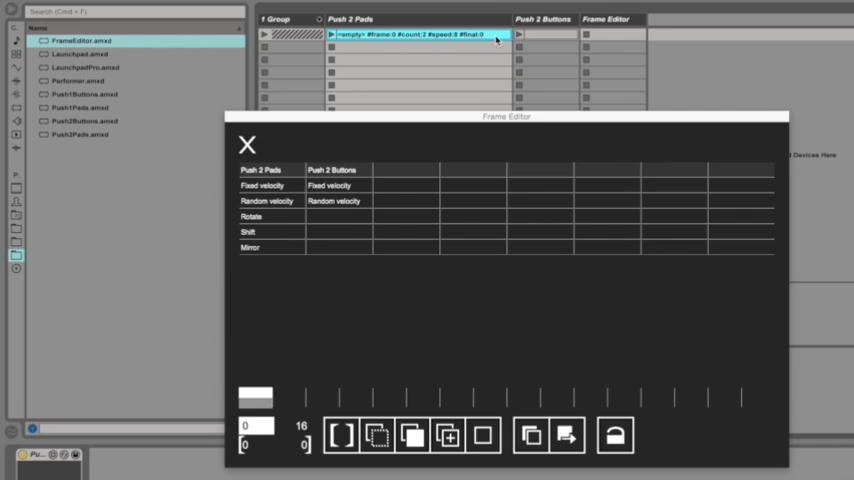 Search (Cmd + F)
C.
Name
FrameEditor.amxd
Launchpad.amxd
LaunchpadPro.amxd
Performer.amxd
Push1Buttons.amxd
Push1Pads.amxd
Push2Buttons.amxd
Push2Pads.amxd
P.
1 Group
Push 2 Pads
Push 2 Buttons
Frame Editor
<empty> #frame:0 #count:2 #speed:8 #final:0
Devices Here
Frame Editor
X
Push 2 Pads Push 2 Buttons
Fixed velocity Fixed velocity
Random velocity Random velocity
Rotate
Shift
Mirror
0 16
[0 0]
Pu...